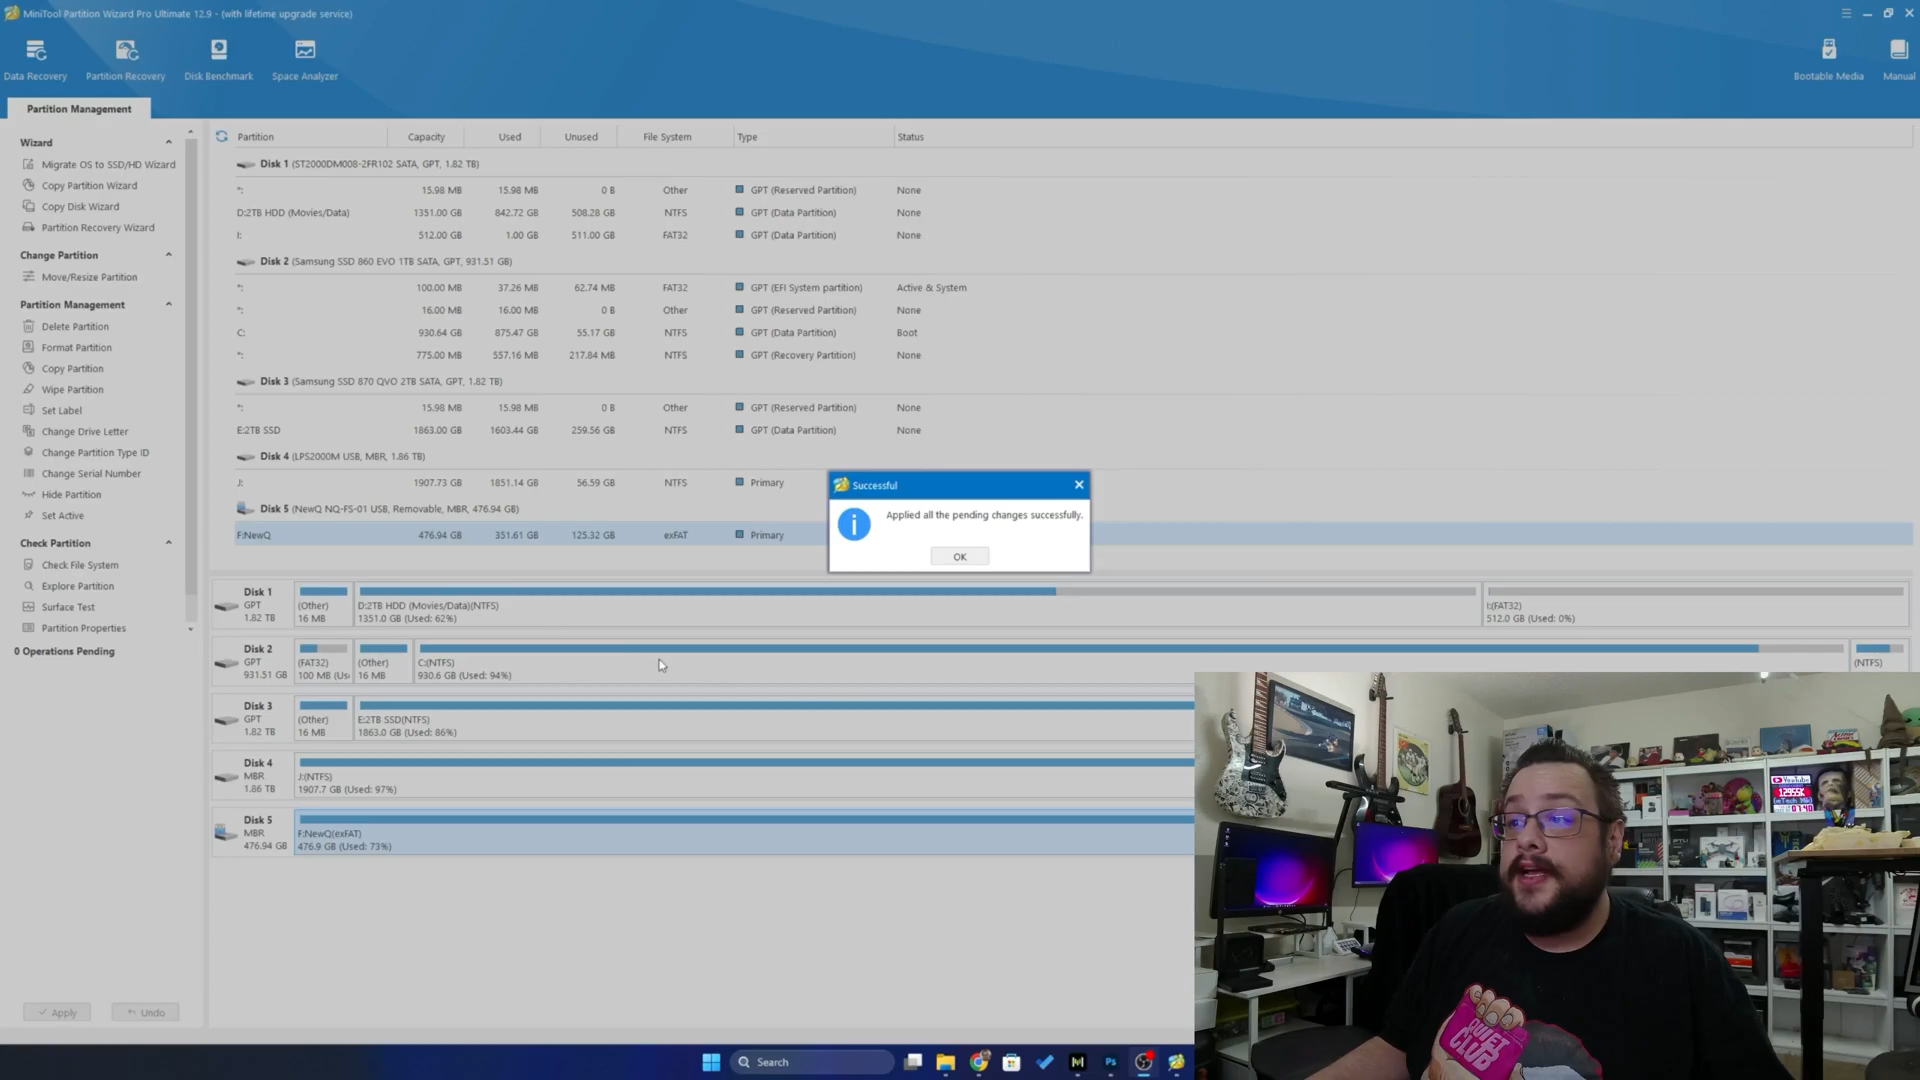 MiniTool Partition Wizard Pro Ultimate 12.9 - (with lifetime upgrade service)
Data Recovery
Partition Recovery
Disk Benchmark
Space Analyzer
Bootable Media
Manual
Partition Management
Wizard
Migrate OS to SSD/HD Wizard
Copy Partition Wizard
Copy Disk Wizard
Partition Recovery Wizard
Change Partition
Move/Resize Partition
Partition Management
Delete Partition
Format Partition
Copy Partition
Wipe Partition
Set Label
Change Drive Letter
Change Partition Type ID
Change Serial Number
Hide Partition
Set Active
Check Partition
Check File System
Explore Partition
Surface Test
Partition Properties
0 Operations Pending
Apply
Undo
Partition Capacity Used Unused File System Type Status
Disk 1 (ST2000DM008-2FR102 SATA, GPT, 1.82 TB)
*: 15.98 MB 15.98 MB 0 B Other GPT (Reserved Partition) None
D:2TB HDD (Movies/Data) 1351.00 GB 842.72 GB 508.28 GB NTFS GPT (Data Partition) None
I: 512.00 GB 1.00 GB 511.00 GB FAT32 GPT (Data Partition) None
Disk 2 (Samsung SSD 860 EVO 1TB SATA, GPT, 931.51 GB)
*: 100.00 MB 37.26 MB 62.74 MB FAT32 GPT (EFI System partition) Active & System
*: 16.00 MB 16.00 MB 0 B Other GPT (Reserved Partition) None
C: 930.64 GB 875.47 GB 55.17 GB NTFS GPT (Data Partition) Boot
*: 775.00 MB 557.16 MB 217.84 MB NTFS GPT (Recovery Partition) None
Disk 3 (Samsung SSD 870 QVO 2TB SATA, GPT, 1.82 TB)
*: 15.98 MB 15.98 MB 0 B Other GPT (Reserved Partition) None
E:2TB SSD 1863.00 GB 1603.44 GB 259.56 GB NTFS GPT (Data Partition) None
Disk 4 (LPS2000M USB, MBR, 1.86 TB)
J: 1907.73 GB 1851.14 GB 56.59 GB NTFS Primary
Disk 5 (NewQ NQ-FS-01 USB, Removable, MBR, 476.94 GB)
F:NewQ 476.94 GB 351.61 GB 125.32 GB exFAT Primary
Successful
Applied all the pending changes successfully.
OK
Disk 1
GPT
1.82 TB
(Other)
16 MB
D:2TB HDD (Movies/Data)(NTFS)
1351.0 GB (Used: 62%)
I:(FAT32)
512.0 GB (Used: 0%)
Disk 2
GPT
931.51 GB
(FAT32)
100 MB (Us
(Other)
16 MB
C:(NTFS)
930.6 GB (Used: 94%)
(NTFS)
Disk 3
GPT
1.82 TB
(Other)
16 MB
E:2TB SSD(NTFS)
1863.0 GB (Used: 86%)
Disk 4
MBR
1.86 TB
J:(NTFS)
1907.7 GB (Used: 97%)
Disk 5
MBR
476.94 GB
F:NewQ(exFAT)
476.9 GB (Used: 73%)
YouTube
QUIET
CLUB
Search
Ps